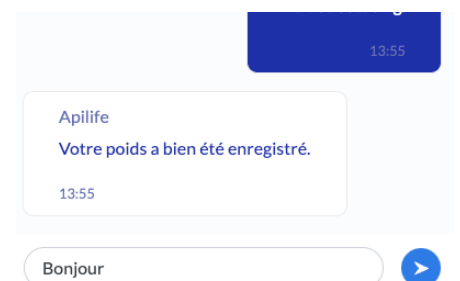 13:55
Apilife
Votre poids a bien été enregistré.
13:55
Bonjour